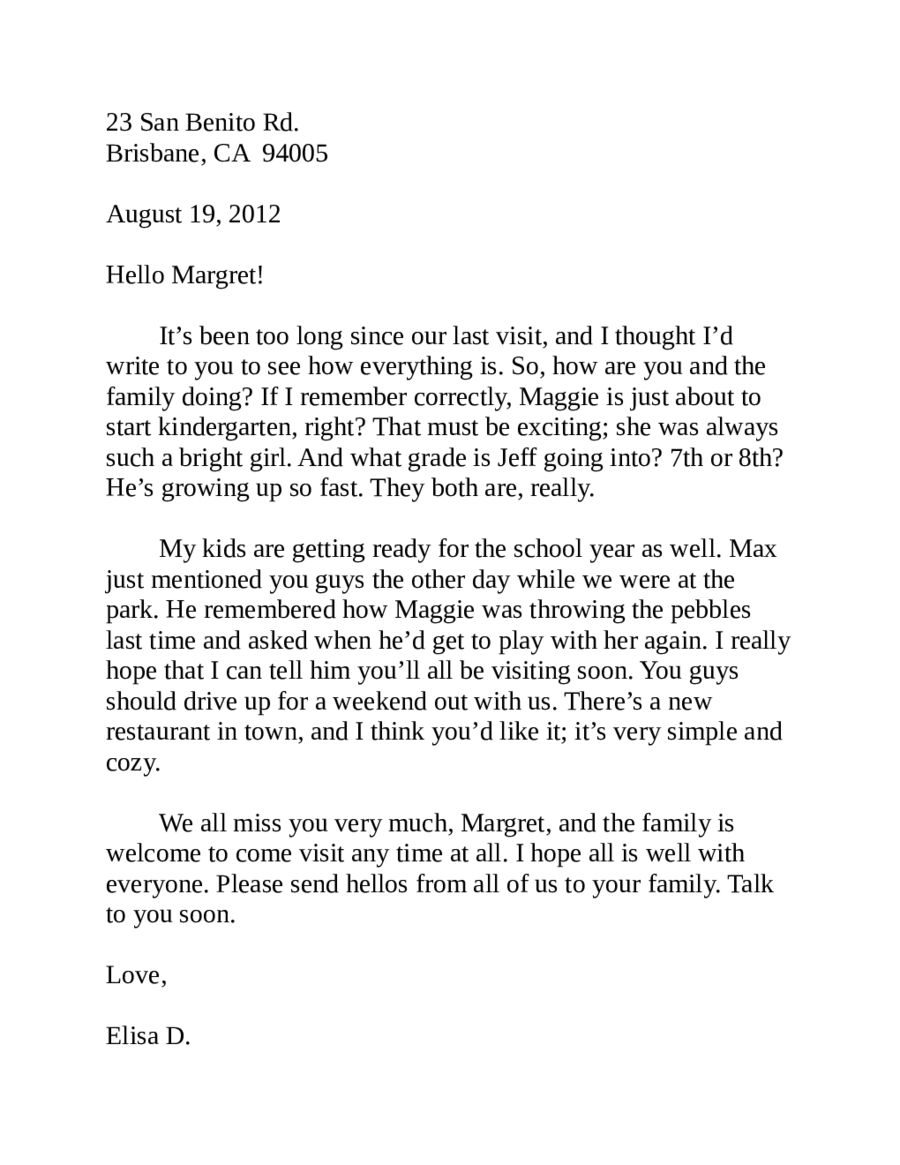 23 San Benito Rd.
Brisbane, CA  94005
August 19, 2012
Hello Margret!
It’s been too long since our last visit, and I thought I’d
write to you to see how everything is. So, how are you and the
family doing? If I remember correctly, Maggie is just about to
start kindergarten, right? That must be exciting; she was always
such a bright girl. And what grade is Jeff going into? 7th or 8th?
He’s growing up so fast. They both are, really.
My kids are getting ready for the school year as well. Max
just mentioned you guys the other day while we were at the
park. He remembered how Maggie was throwing the pebbles
last time and asked when he’d get to play with her again. I really
hope that I can tell him you’ll all be visiting soon. You guys
should drive up for a weekend out with us. There’s a new
restaurant in town, and I think you’d like it; it’s very simple and
cozy.
We all miss you very much, Margret, and the family is
welcome to come visit any time at all. I hope all is well with
everyone. Please send hellos from all of us to your family. Talk
to you soon.
Love,
Elisa D.